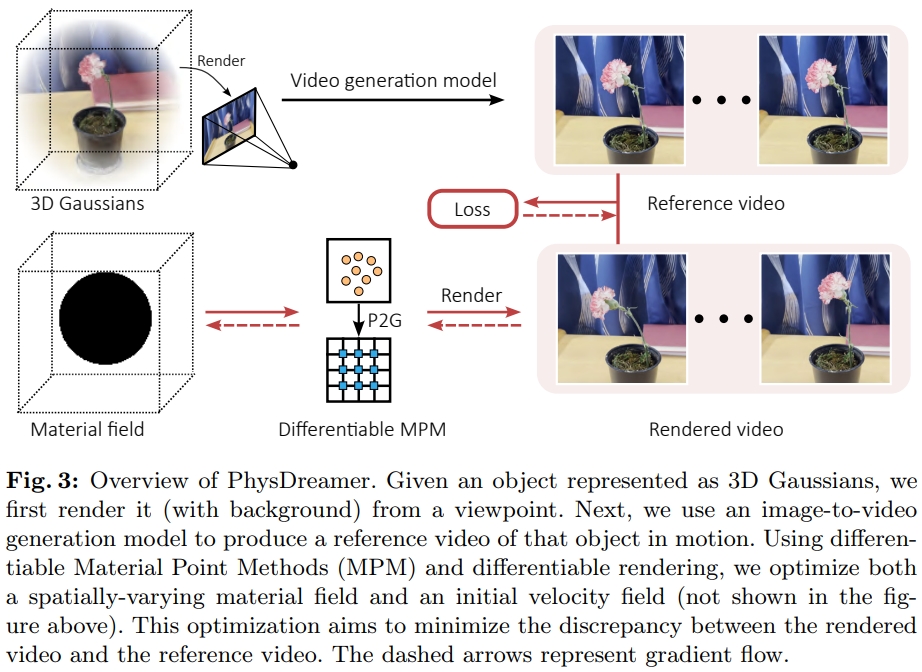 Render
Video generation model
3D Gaussians
Reference video
Loss
Render
P2G
Material field
Differentiable MPM
Rendered video
Fig. 3: Overview of PhysDreamer. Given an object represented as 3D Gaussians, we
first render it (with background) from a viewpoint. Next, we use an image-to-video
generation model to produce a reference video of that object in motion. Using differen-
tiable Material Point Methods (MPM) and differentiable rendering, we optimize both
a spatially-varying material field and an initial velocity field (not shown in the fig-
ure above). This optimization aims to minimize the discrepancy between the rendered
video and the reference video. The dashed arrows represent gradient flow.